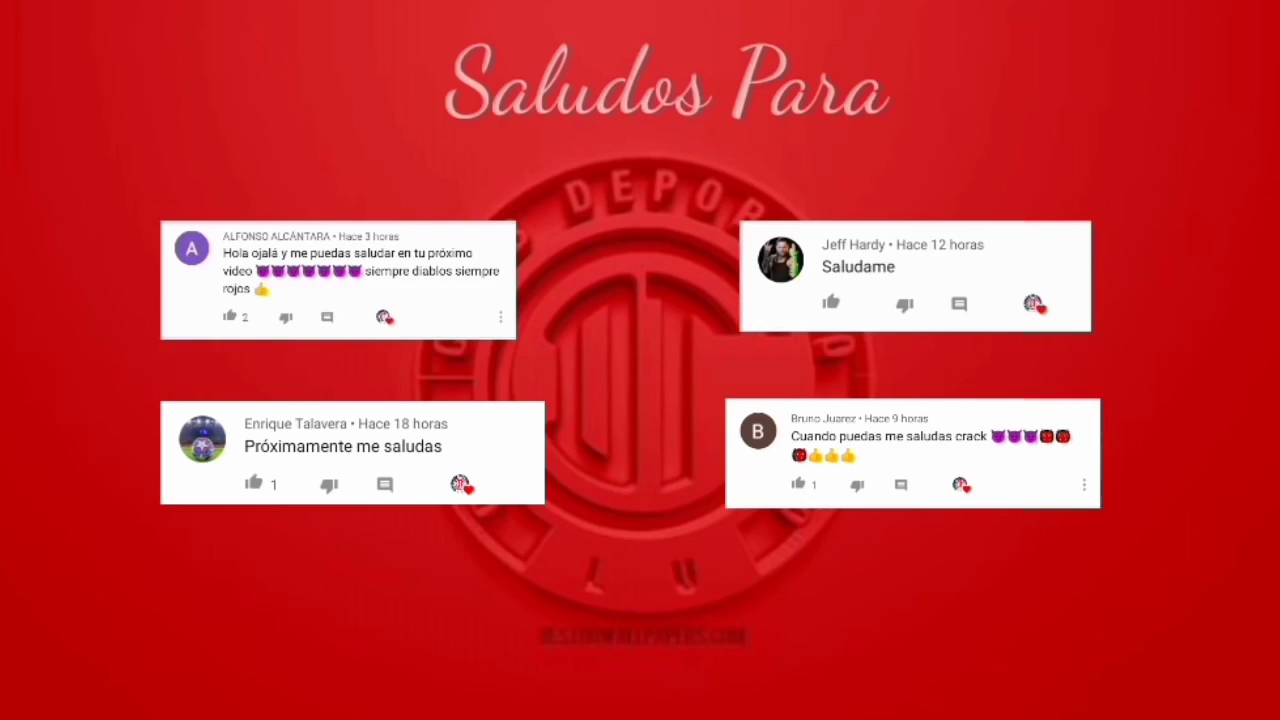 Saludos Para
DEPOR
ALFONSO ALCÁNTARA • Hace 3 horas
Hola ojalá y me puedas saludar en tu próximo
video 😈😈😈😈😈😈😈 siempre diablos siempre
rojos 👍
2
Jeff Hardy • Hace 12 horas
Saludame
Enrique Talavera • Hace 18 horas
Próximamente me saludas
1
Bruno Juarez • Hace 9 horas
Cuando puedas me saludas crack 😈😈😈👹👹
👹👍👍👍
1